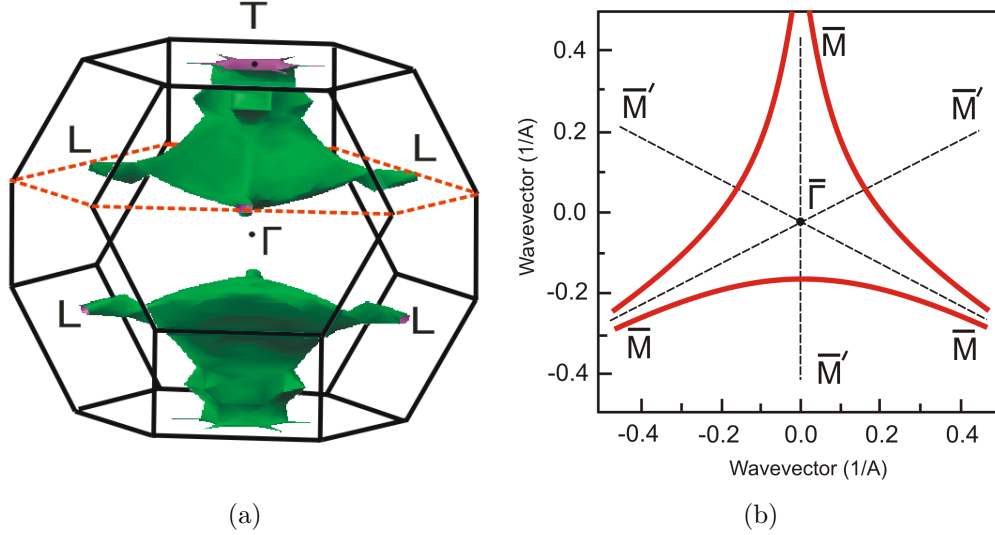 T
L
L
Γ
L
L
(a)
0.4
0.2
0.0
-0.2
-0.4
Wavevector (1/A)
M̅
M̅′
M̅′
Γ̅
M̅
M̅
M̅′
-0.4
-0.2
0.0
0.2
0.4
Wavevector (1/A)
(b)